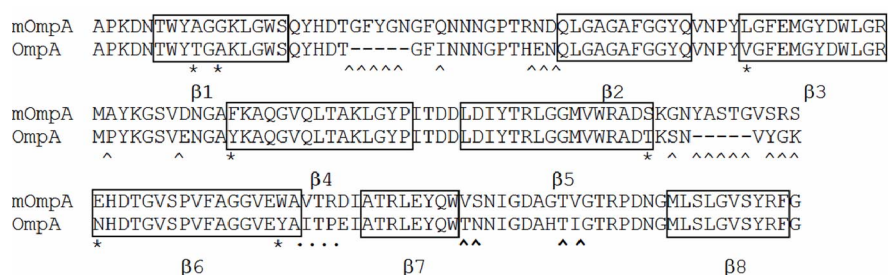 mOmpA APKDNTWYAGGKLGWSQYHDTGFYGNGFQNNNGPTRNDQLGAGAFGGYQVNPYLGFEMGYDWLGR
OmpA APKDNTWYTGAKLGWSQYHDT-----GFINNNGPTHENQLGAGAFGGYQVNPYVGFEMGYDWLGR
* * ^^^^^ ^ ^^^ *
β1 β2 β3
mOmpA MAYKGSVDNGAFKAQGVQLTAKLGYPITDDLDIYTRLGGMVWRADSKGNYASTGVSRS
OmpA MPYKGSVENGAYKAQGVQLTAKLGYPITDDLDIYTRLGGMVWRADTKSN-----VYGK
^ ^ * * ^ ^^^^^ ^^^
β4 β5
mOmpA EHDTGVSPVFAGGVEWAVTRDIATRLEYQWVSNIGDAGTVGTRPDNGMLSLGVSYRFG
OmpA NHDTGVSPVFAGGVEYAITPEIATRLEYQWTNNIGDAHTIGTRPDNGMLSLGVSYRFG
* * . . . . ^^ ^ ^
β6 β7 β8